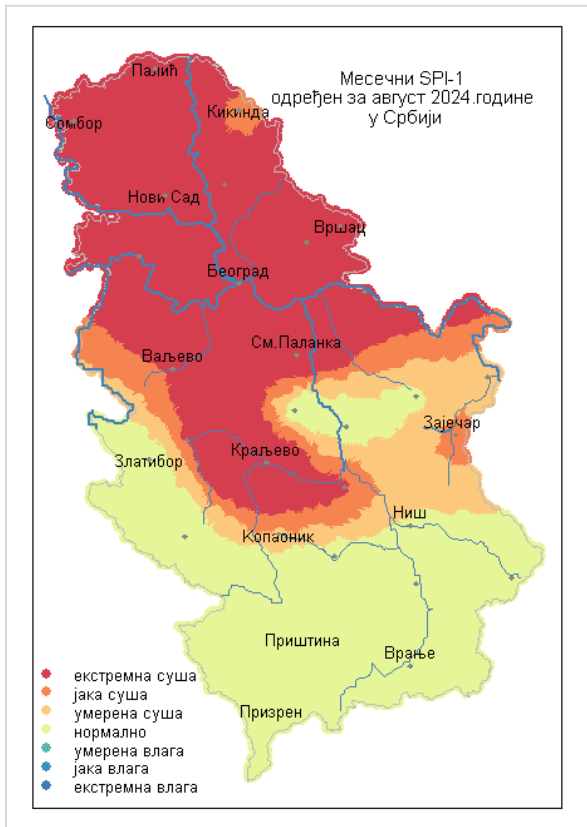 Месечни SPI-1
одређен за август 2024.године
у Србији
Палић
Кикинда
Сомбор
Нови Сад
Вршац
Београд
См.Паланка
Ваљево
Зајечар
Краљево
Златибор
Ниш
Копаоник
Приштина
Врање
Призрен
екстремна суша
јака суша
умерена суша
нормално
умерена влага
јака влага
екстремна влага